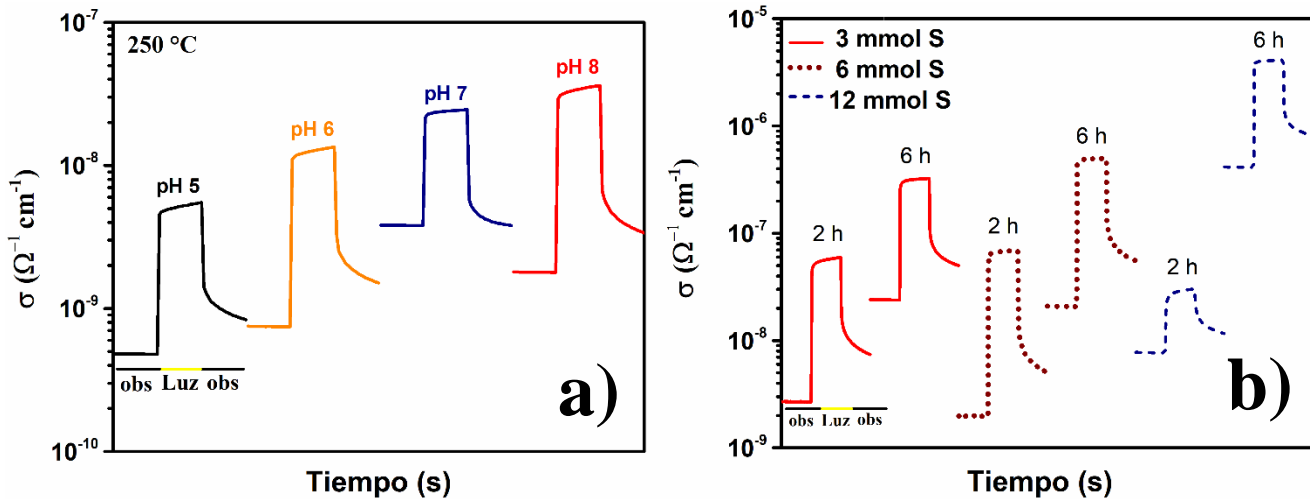 10⁻⁷
10⁻⁸
10⁻⁹
10⁻¹⁰
σ (Ω⁻¹ cm⁻¹)
250 °C
pH 5
pH 6
pH 7
pH 8
obs Luz obs
a)
Tiempo (s)
10⁻⁵
10⁻⁶
10⁻⁷
10⁻⁸
10⁻⁹
σ (Ω⁻¹ cm⁻¹)
3 mmol S
6 mmol S
12 mmol S
2 h
6 h
2 h
6 h
2 h
6 h
obs Luz obs
b)
Tiempo (s)